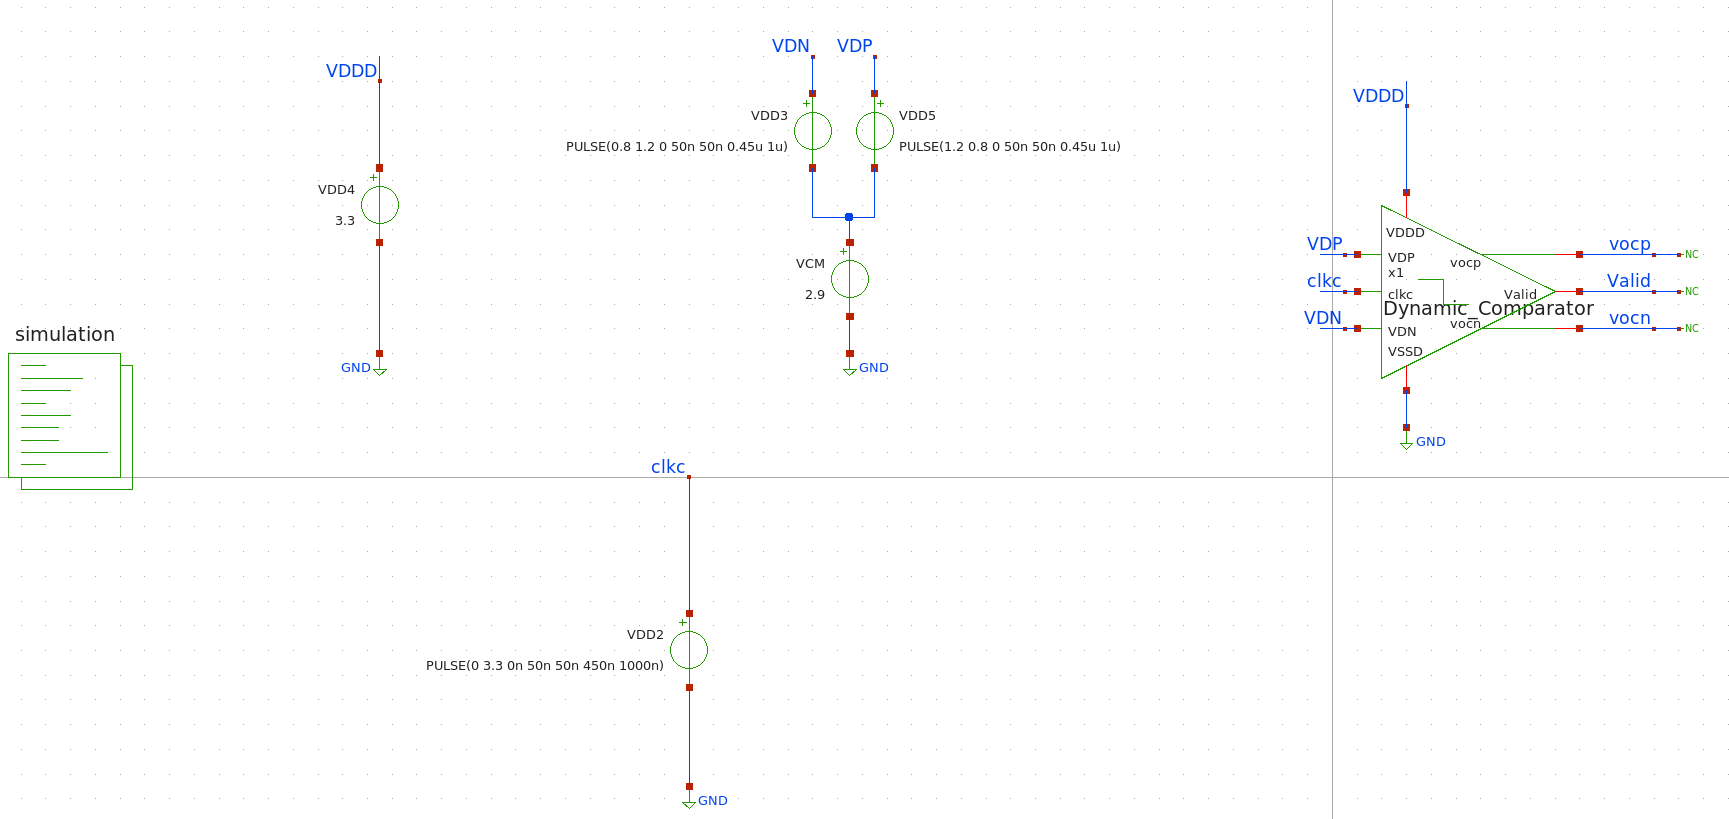 VDDD
VDD4
3.3
GND
VDN VDP
VDD3
PULSE(0.8 1.2 0 50n 50n 0.45u 1u)
VDD5
PULSE(1.2 0.8 0 50n 50n 0.45u 1u)
VCM
2.9
GND
VDDD
VDDD
VDP
VDP
x1
clkc
clkc
VDN
VDN
VSSD
vocp
Valid
vocn
Dynamic_Comparator
vocp
NC
Valid
NC
vocn
NC
GND
simulation
clkc
VDD2
PULSE(0 3.3 0n 50n 50n 450n 1000n)
GND